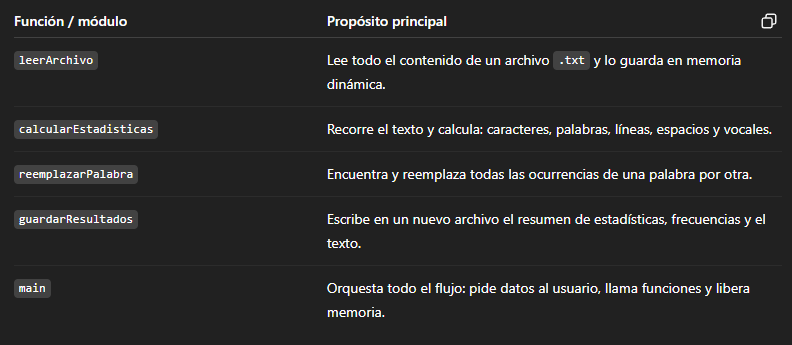 Función / módulo Propósito principal
leerArchivo Lee todo el contenido de un archivo .txt y lo guarda en memoria
dinámica.
calcularEstadisticas Recorre el texto y calcula: caracteres, palabras, líneas, espacios y vocales.
reemplazarPalabra Encuentra y reemplaza todas las ocurrencias de una palabra por otra.
guardarResultados Escribe en un nuevo archivo el resumen de estadísticas, frecuencias y el
texto.
main Orquesta todo el flujo: pide datos al usuario, llama funciones y libera
memoria.